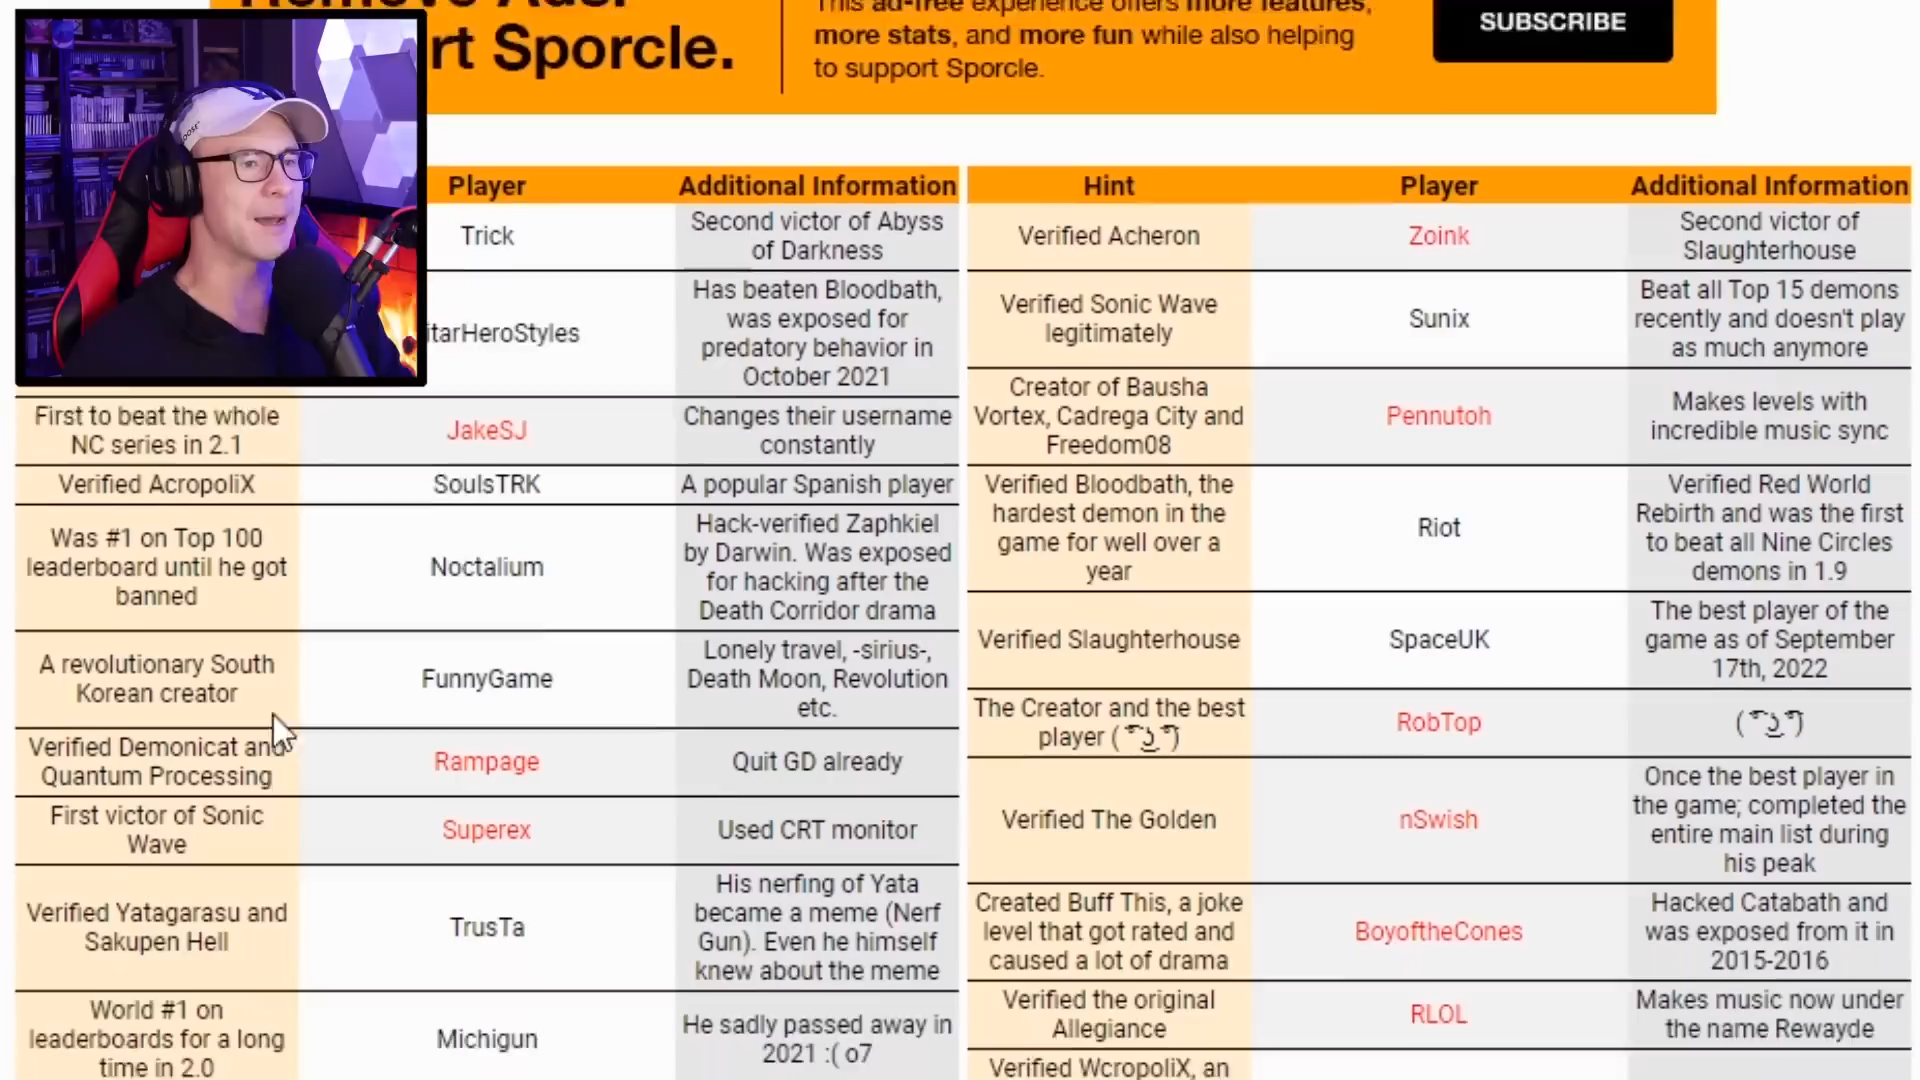 Remove Ads.
rt Sporcle.
This ad-free experience offers more features,
more stats, and more fun while also helping
to support Sporcle.
SUBSCRIBE
Player
Additional Information
Trick
Second victor of Abyss
of Darkness
itarHeroStyles
Has beaten Bloodbath,
was exposed for
predatory behavior in
October 2021
First to beat the whole
NC series in 2.1
JakeSJ
Changes their username
constantly
Verified AcropoliX
SoulsTRK
A popular Spanish player
Was #1 on Top 100
leaderboard until he got
banned
Noctalium
Hack-verified Zaphkiel
by Darwin. Was exposed
for hacking after the
Death Corridor drama
A revolutionary South
Korean creator
FunnyGame
Lonely travel, -sirius-,
Death Moon, Revolution
etc.
Verified Demonicat and
Quantum Processing
Rampage
Quit GD already
First victor of Sonic
Wave
Superex
Used CRT monitor
Verified Yatagarasu and
Sakupen Hell
TrusTa
His nerfing of Yata
became a meme (Nerf
Gun). Even he himself
knew about the meme
World #1 on
leaderboards for a long
time in 2.0
Michigun
He sadly passed away in
2021 :( o7
Hint
Player
Additional Information
Verified Acheron
Zoink
Second victor of
Slaughterhouse
Verified Sonic Wave
legitimately
Sunix
Beat all Top 15 demons
recently and doesn't play
as much anymore
Creator of Bausha
Vortex, Cadrega City and
Freedom08
Pennutoh
Makes levels with
incredible music sync
Verified Bloodbath, the
hardest demon in the
game for well over a
year
Riot
Verified Red World
Rebirth and was the first
to beat all Nine Circles
demons in 1.9
Verified Slaughterhouse
SpaceUK
The best player of the
game as of September
17th, 2022
The Creator and the best
player ( ͡° ͜ʖ ͡°)
RobTop
( ͡° ͜ʖ ͡°)
Verified The Golden
nSwish
Once the best player in
the game; completed the
entire main list during
his peak
Created Buff This, a joke
level that got rated and
caused a lot of drama
BoyoftheCones
Hacked Catabath and
was exposed from it in
2015-2016
Verified the original
Allegiance
RLOL
Makes music now under
the name Rewayde
Verified WcropoliX, an